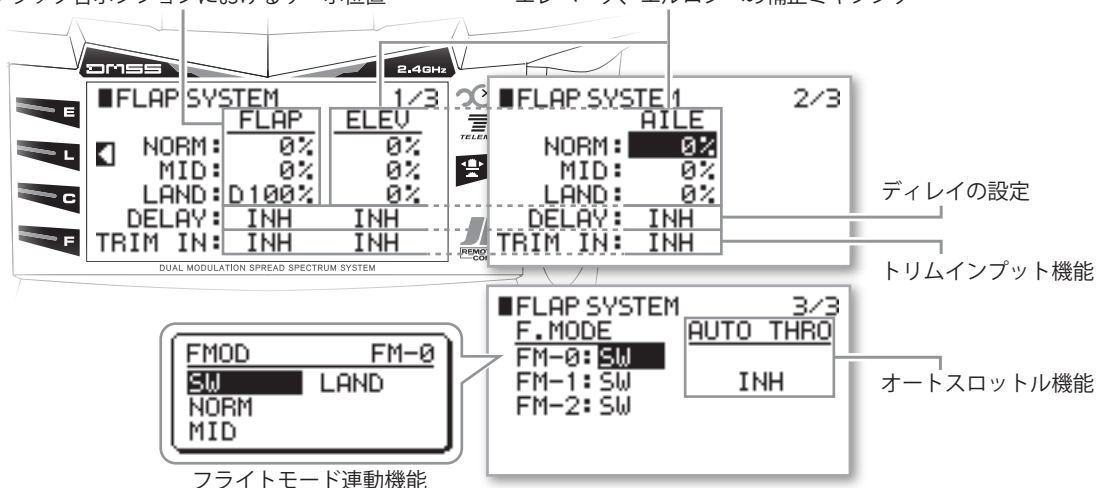 DMSS
2.4GHz
E
L
C
F
■FLAP SYSTEM 1/3
FLAP ELEV
NORM: 0% 0%
MID: 0% 0%
LAND: D100% 0%
DELAY: INH INH
TRIM IN: INH INH
DUAL MODULATION SPREAD SPECTRUM SYSTEM
■FLAP SYSTEM 2/3
AILE
NORM: 0%
MID: 0%
LAND: 0%
DELAY: INH
TRIM IN: INH
ディレイの設定
トリムインプット機能
■FLAP SYSTEM 3/3
F.MODE AUTO THRO
FM-0: SW
FM-1: SW INH
FM-2: SW
オートスロットル機能
FMOD FM-0
SW LAND
NORM
MID
フライトモード連動機能